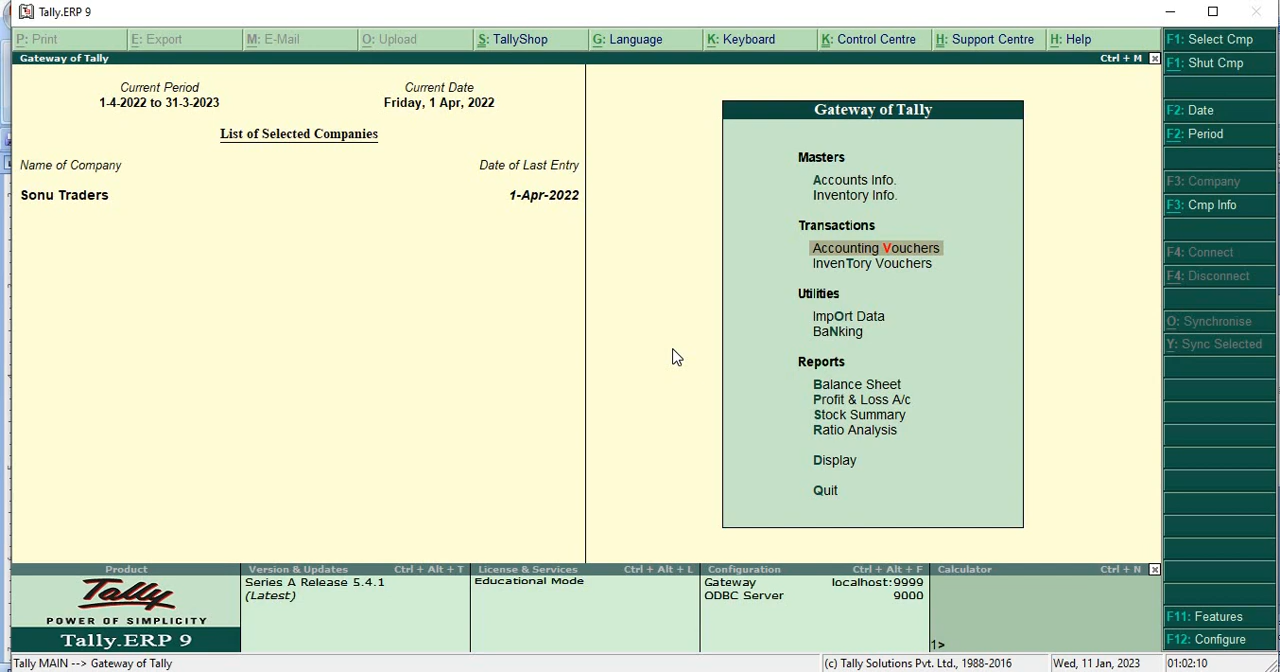 Tally.ERP 9
P: Print E: Export M: E-Mail O: Upload S: TallyShop G: Language K: Keyboard K: Control Centre H: Support Centre H: Help
Gateway of Tally Ctrl + M
Current Period Current Date
1-4-2022 to 31-3-2023 Friday, 1 Apr, 2022
List of Selected Companies
Name of Company Date of Last Entry
Sonu Traders 1-Apr-2022
Gateway of Tally
Masters
Accounts Info.
Inventory Info.
Transactions
Accounting Vouchers
InvenTory Vouchers
Utilities
ImpOrt Data
BaNking
Reports
Balance Sheet
Profit & Loss A/c
Stock Summary
Ratio Analysis
Display
Quit
F1: Select Cmp
F1: Shut Cmp
F2: Date
F2: Period
F3: Company
F3: Cmp Info
F4: Connect
F4: Disconnect
O: Synchronise
Y: Sync Selected
F11: Features
F12: Configure
Product
Tally
POWER OF SIMPLICITY
Tally.ERP 9
Version & Updates Ctrl + Alt + T
Series A Release 5.4.1
(Latest)
License & Services Ctrl + Alt + L
Educational Mode
Configuration Ctrl + Alt + F
Gateway localhost:9999
ODBC Server 9000
Calculator Ctrl + N
1>
Tally MAIN --> Gateway of Tally (c) Tally Solutions Pvt. Ltd., 1988-2016 Wed, 11 Jan, 2023 01:02:10